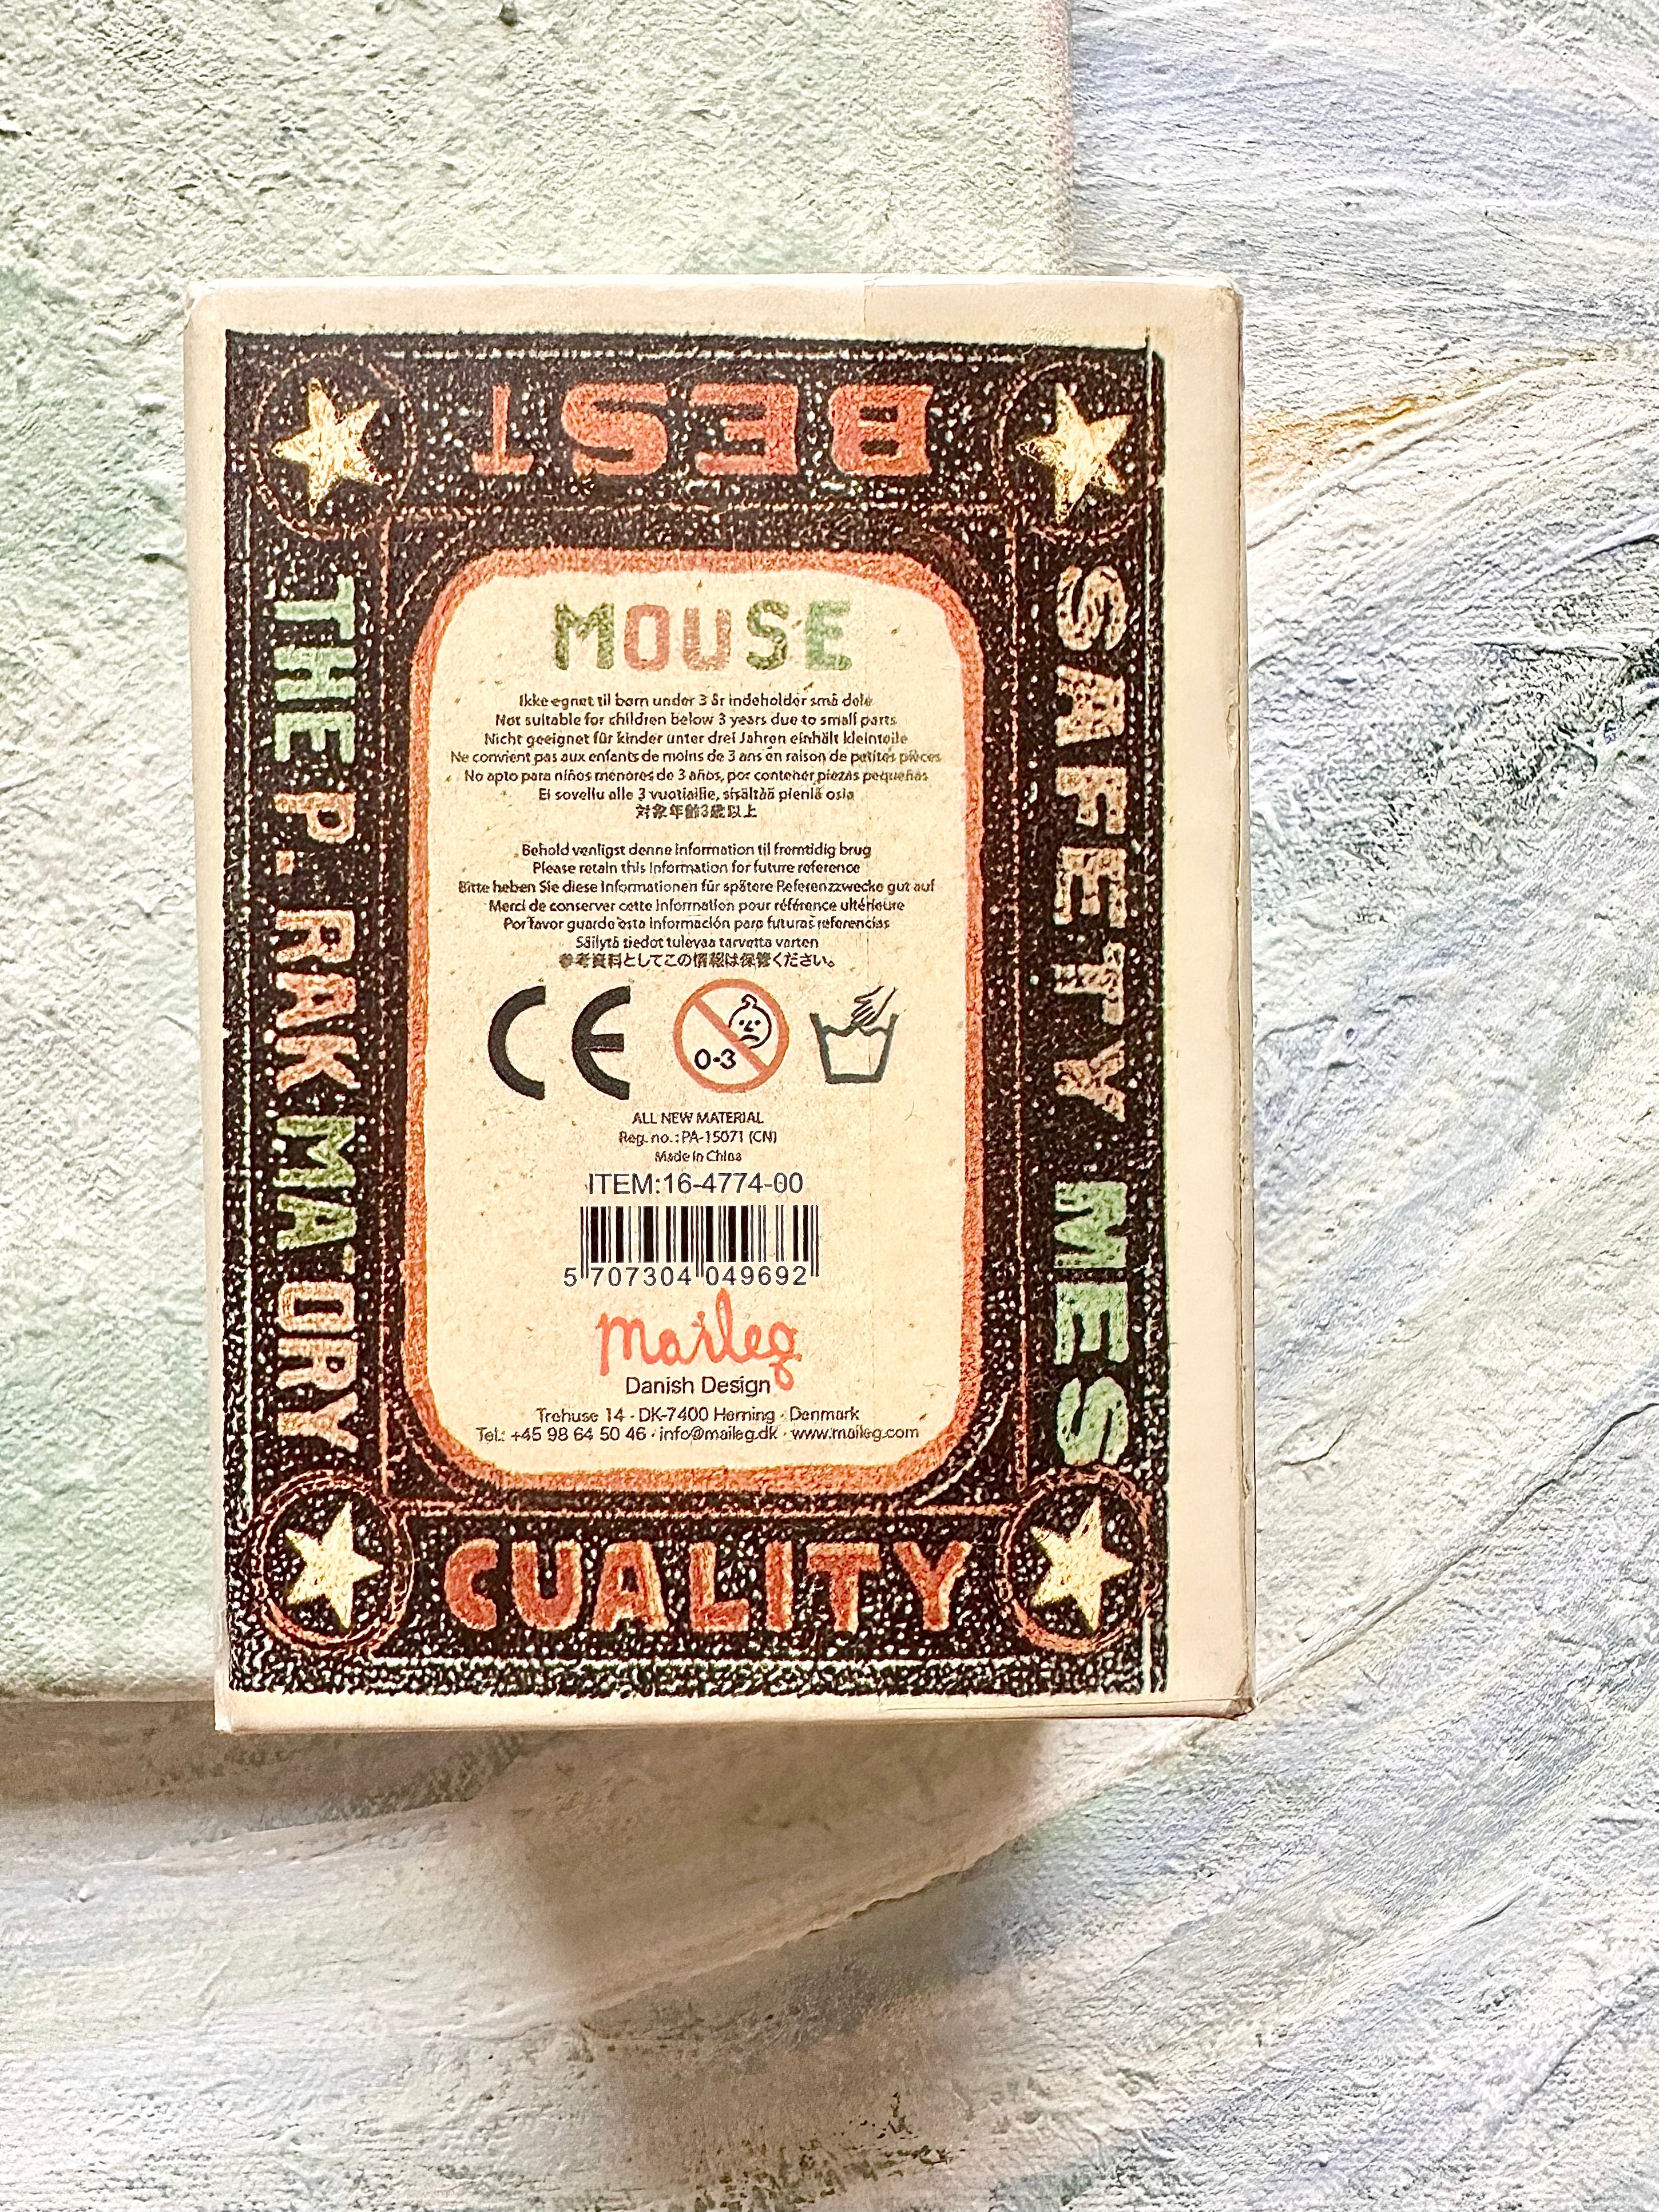 BEST
THE P. RAKMATORY
SAFETY MES
MOUSE
Ikke egnet til børn under 3 år indeholder små dele
Not suitable for children below 3 years due to small parts
Nicht geeignet für kinder unter drei Jahren einhält kleinteile
Ne convient pas aux enfants de moins de 3 ans en raison de petites pièces
No apto para niños menores de 3 años, por contener piezas pequeñas
Ei sovellu alle 3 vuotiaille, sisältää pieniä osia
対象年齢3歳以上
Behold venligst denne information til fremtidig brug
Please retain this information for future reference
Bitte heben Sie diese Informationen für spätere Referenzzwecke gut auf
Merci de conserver cette information pour référence ultérieure
Por favor guarde esta información para futuras referencias
Säilytä tiedot tulevaa tarvetta varten
参考資料としてこの情報は保管ください。
CE
0-3
ALL NEW MATERIAL
Reg. no.: PA-15071 (CN)
Made in China
ITEM:16-4774-00
5 707304 049692
maileg
Danish Design
Trehuse 14 · DK-7400 Herning · Denmark
Tel.: +45 98 64 50 46 · info@maileg.dk · www.maileg.com
CUALITY